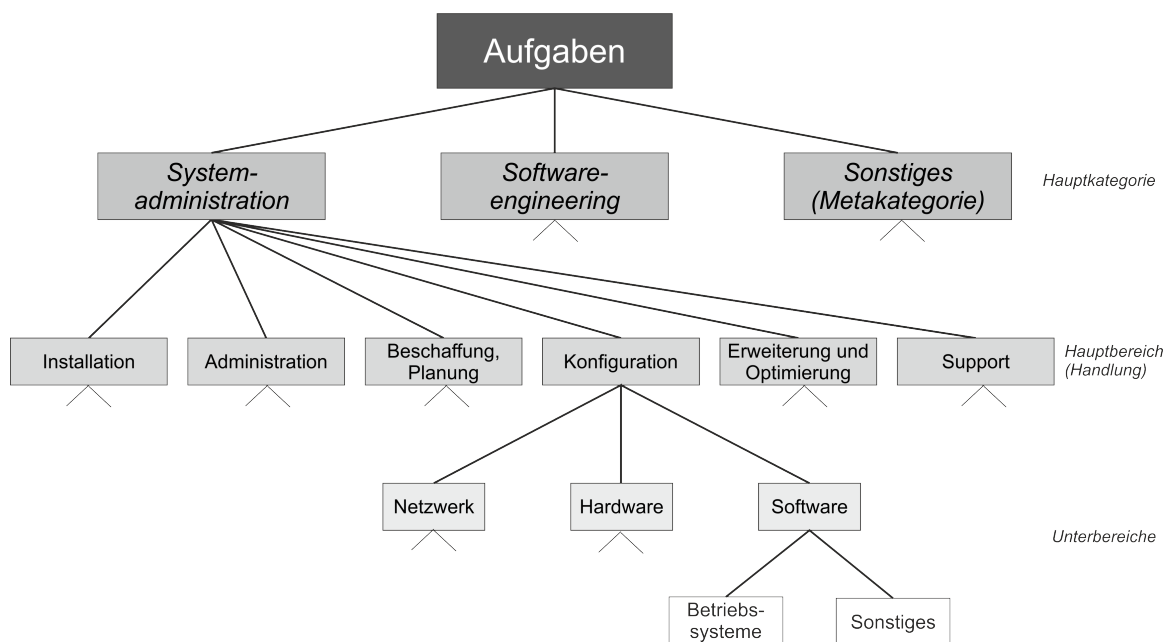 Aufgaben
System-
administration
Software-
engineering
Sonstiges
(Metakategorie)
Hauptkategorie
Installation
Administration
Beschaffung,
Planung
Konfiguration
Erweiterung und
Optimierung
Support
Hauptbereich
(Handlung)
Netzwerk
Hardware
Software
Unterbereiche
Betriebs-
systeme
Sonstiges